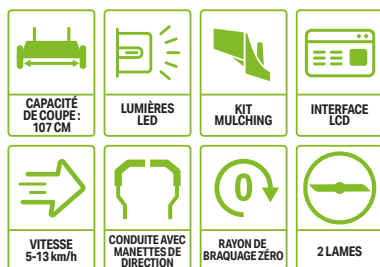 CAPACITÉ
DE COUPE :
107 CM
LUMIÈRES
LED
KIT
MULCHING
INTERFACE
LCD
VITESSE
5-13 km/h
CONDUITE AVEC
MANETTES DE
DIRECTION
0
RAYON DE
BRAQUAGE ZÉRO
2 LAMES